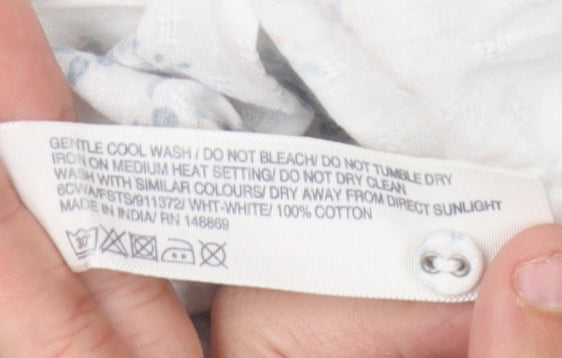 GENTLE COOL WASH / DO NOT BLEACH/ DO NOT TUMBLE DRY
IRON ON MEDIUM HEAT SETTING/ DO NOT DRY CLEAN
WASH WITH SIMILAR COLOURS/ DRY AWAY FROM DIRECT SUNLIGHT
6CWA/FSTS/911372/ WHT-WHITE/ 100% COTTON
MADE IN INDIA/ RN 148869
30°